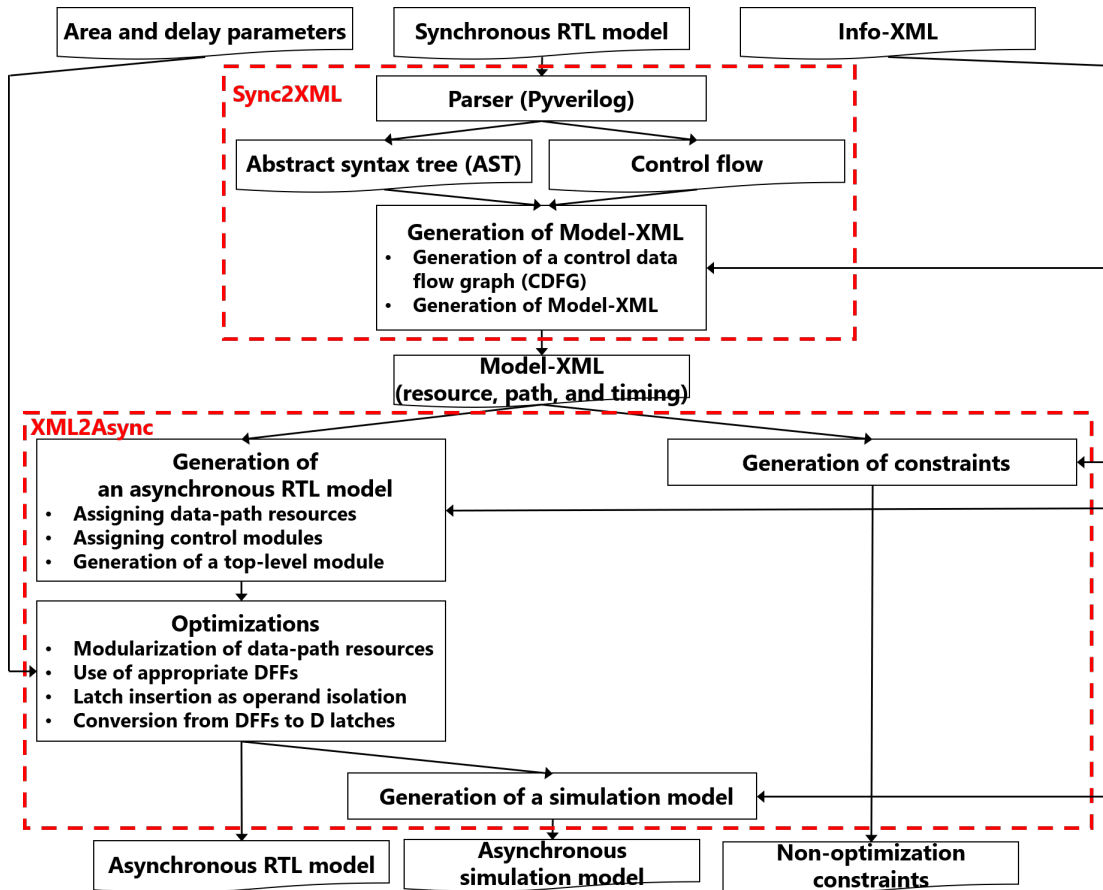 Area and delay parameters
Synchronous RTL model
Info-XML
Sync2XML
Parser (Pyverilog)
Abstract syntax tree (AST)
Control flow
Generation of Model-XML
• Generation of a control data
flow graph (CDFG)
• Generation of Model-XML
Model-XML
(resource, path, and timing)
XML2Async
Generation of
an asynchronous RTL model
• Assigning data-path resources
• Assigning control modules
• Generation of a top-level module
Generation of constraints
Optimizations
• Modularization of data-path resources
• Use of appropriate DFFs
• Latch insertion as operand isolation
• Conversion from DFFs to D latches
Generation of a simulation model
Asynchronous RTL model
Asynchronous
simulation model
Non-optimization
constraints